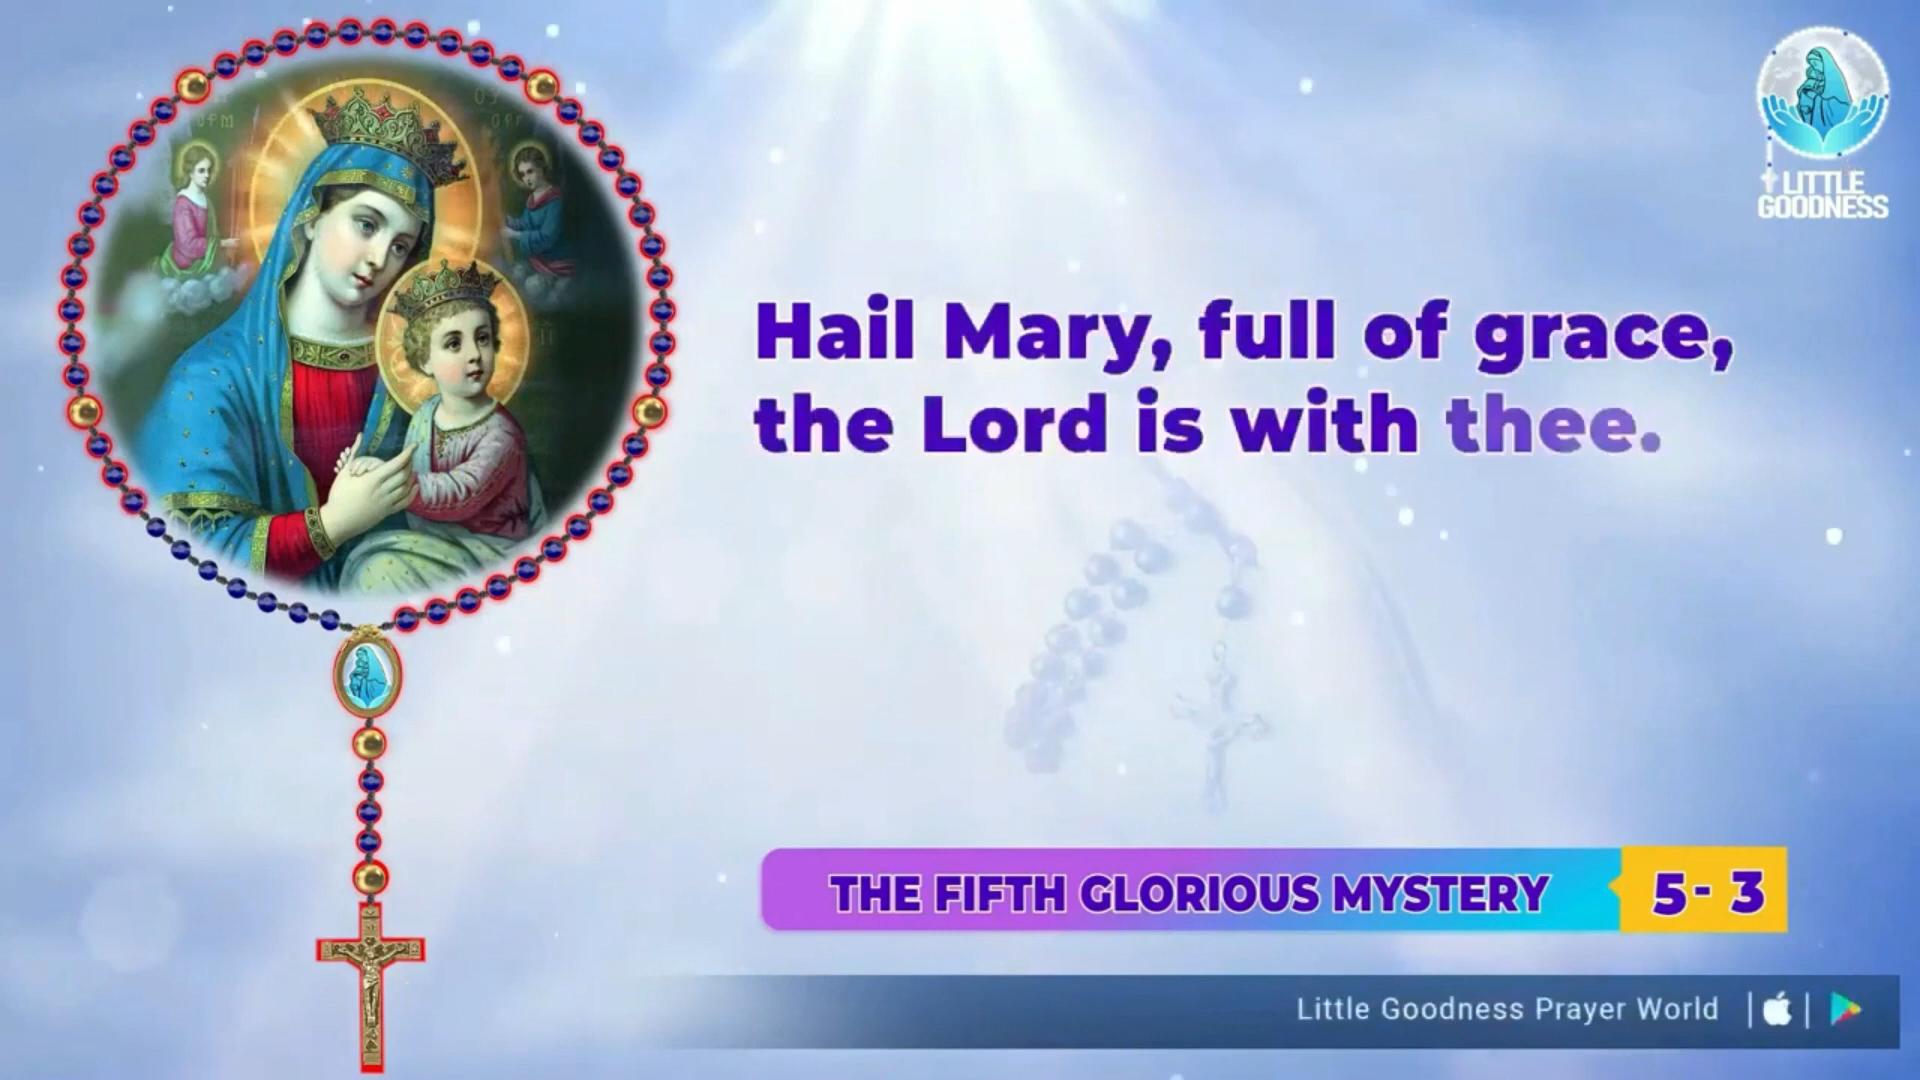 LITTLE
GOODNESS
Hail Mary, full of grace,
the Lord is with thee.
THE FIFTH GLORIOUS MYSTERY 5- 3
Little Goodness Prayer World